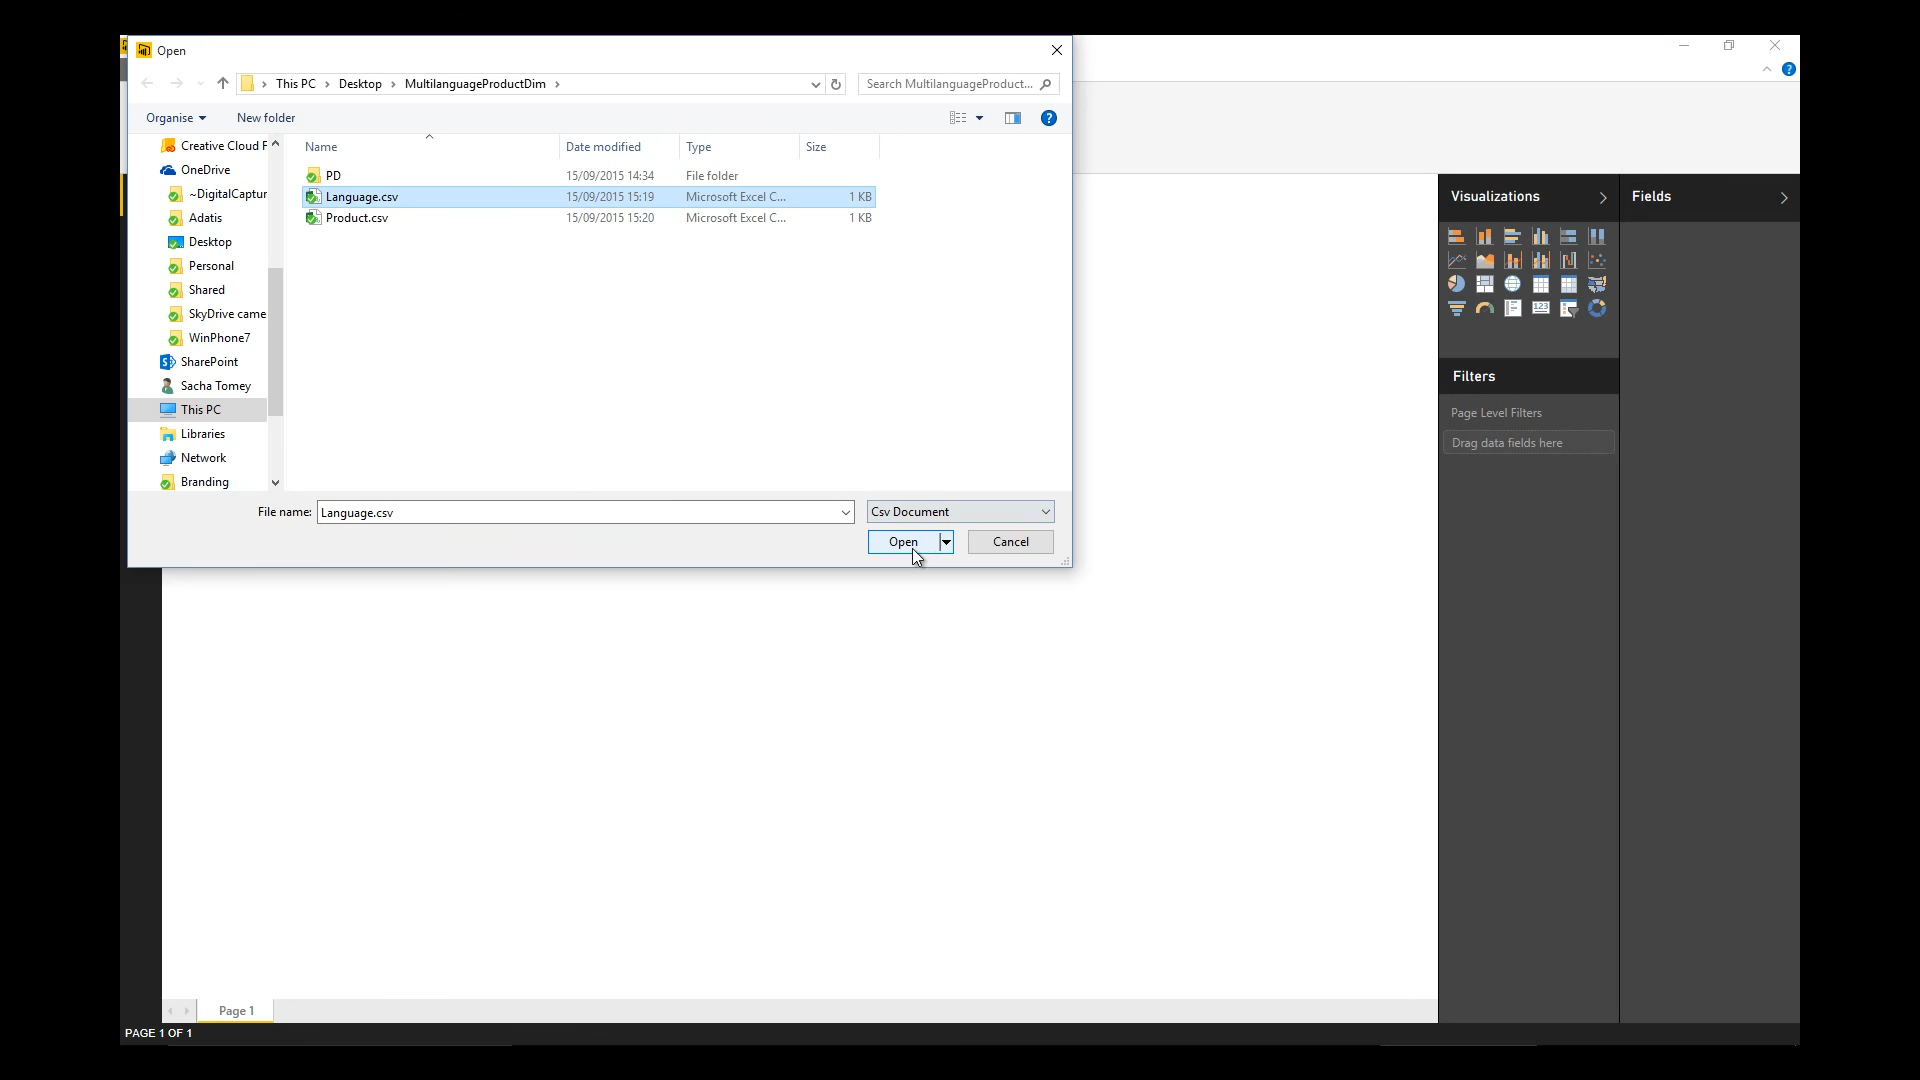 Open
This PC > Desktop > MultilanguageProductDim >
Search MultilanguageProduct...
Organise
New folder
Name
Date modified
Type
Size
Creative Cloud F
OneDrive
~DigitalCaptur
Adatis
Desktop
Personal
Shared
SkyDrive came
WinPhone7
SharePoint
Sacha Tomey
This PC
Libraries
Network
Branding
PD 15/09/2015 14:34 File folder
Language.csv 15/09/2015 15:19 Microsoft Excel C... 1 KB
Product.csv 15/09/2015 15:20 Microsoft Excel C... 1 KB
File name: Language.csv
Csv Document
Open
Cancel
Visualizations
Fields
123
Filters
Page Level Filters
Drag data fields here
Page 1
PAGE 1 OF 1